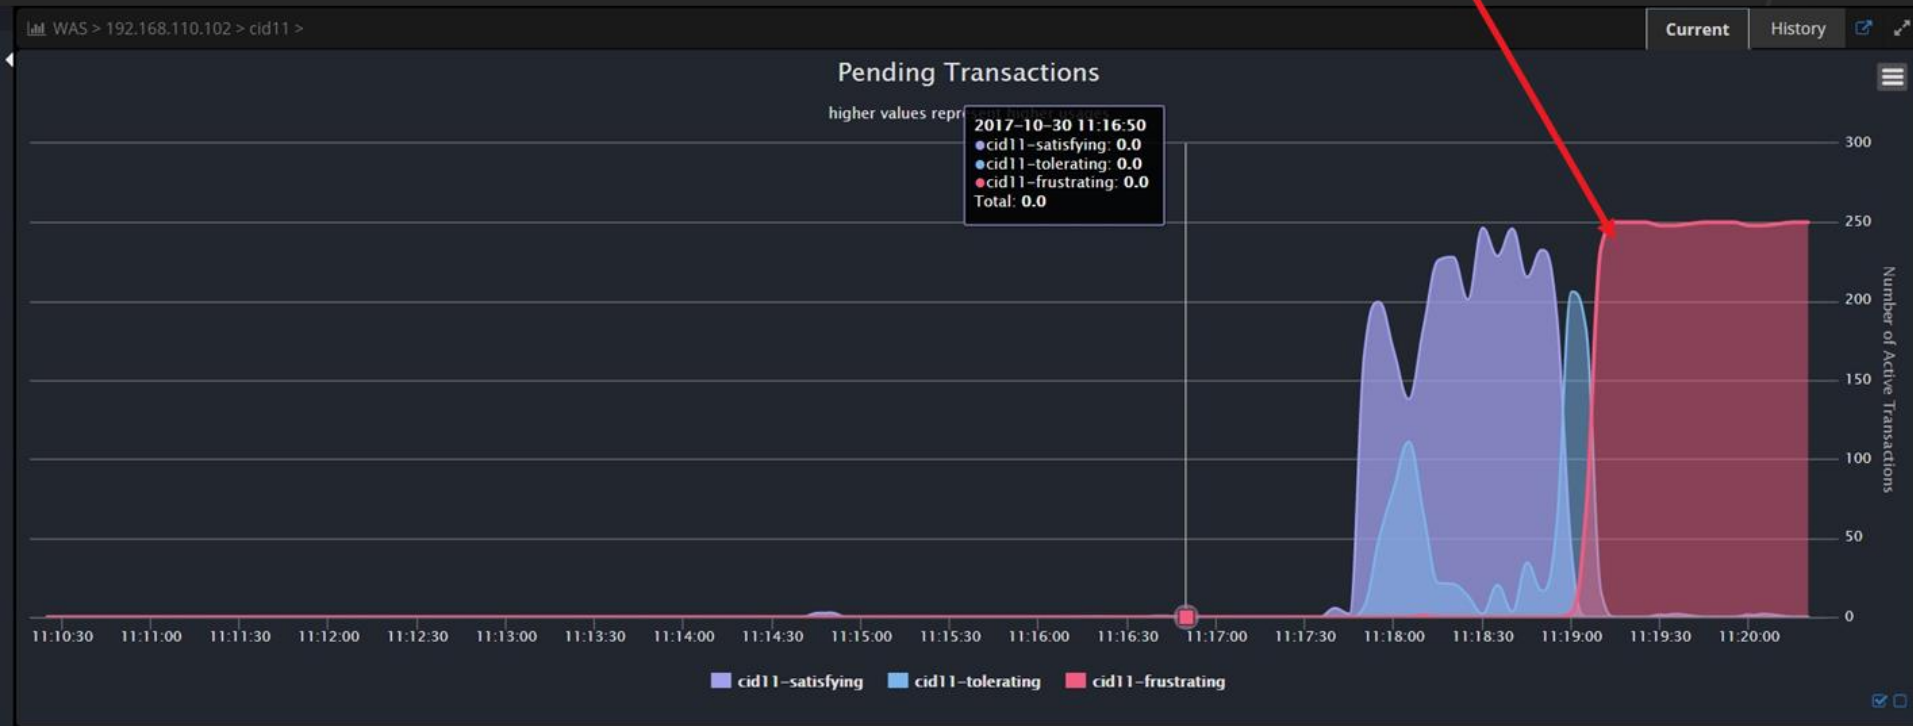 WAS > 192.168.110.102 > cid11 >
Current
History
Pending Transactions
higher values represent higher usages
2017-10-30 11:16:50
cid11-satisfying: 0.0
cid11-tolerating: 0.0
cid11-frustrating: 0.0
Total: 0.0
300
250
200
150
100
50
0
Number of Active Transactions
11:10:30 11:11:00 11:11:30 11:12:00 11:12:30 11:13:00 11:13:30 11:14:00 11:14:30 11:15:00 11:15:30 11:16:00 11:16:30 11:17:00 11:17:30 11:18:00 11:18:30 11:19:00 11:19:30 11:20:00
cid11-satisfying cid11-tolerating cid11-frustrating